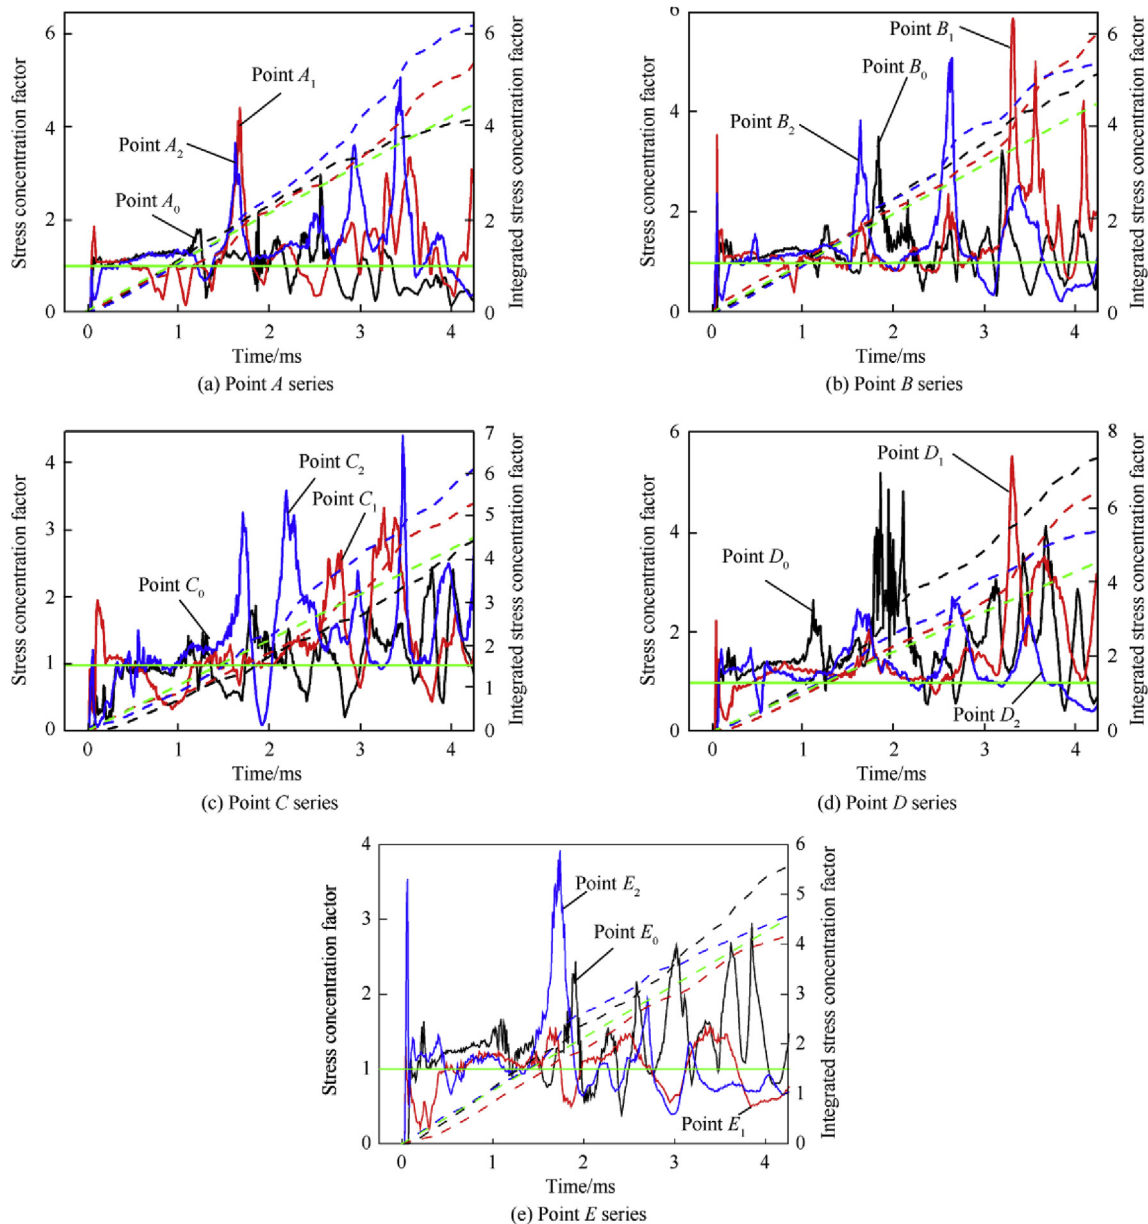 Stress concentration factor
6
4
2
0
Point A₁
Point A₂
Point A₀
6
5
4
3
2
1
0
Integrated stress concentration factor
0 1 2 3 4
Time/ms
(a) Point A series
Stress concentration factor
6
4
2
0
Point B₁
Point B₀
Point B₂
6
5
4
3
2
1
0
Integrated stress concentration factor
0 1 2 3 4
Time/ms
(b) Point B series
Stress concentration factor
4
3
2
1
0
Point C₂
Point C₁
Point C₀
7
6
5
4
3
2
1
0
Integrated stress concentration factor
0 1 2 3 4
Time/ms
(c) Point C series
Stress concentration factor
6
4
2
0
Point D₁
Point D₀
Point D₂
8
6
4
2
0
Integrated stress concentration factor
0 1 2 3 4
Time/ms
(d) Point D series
Stress concentration factor
4
3
2
1
0
Point E₂
Point E₀
Point E₁
6
5
4
3
2
1
0
Integrated stress concentration factor
0 1 2 3 4
Time/ms
(e) Point E series